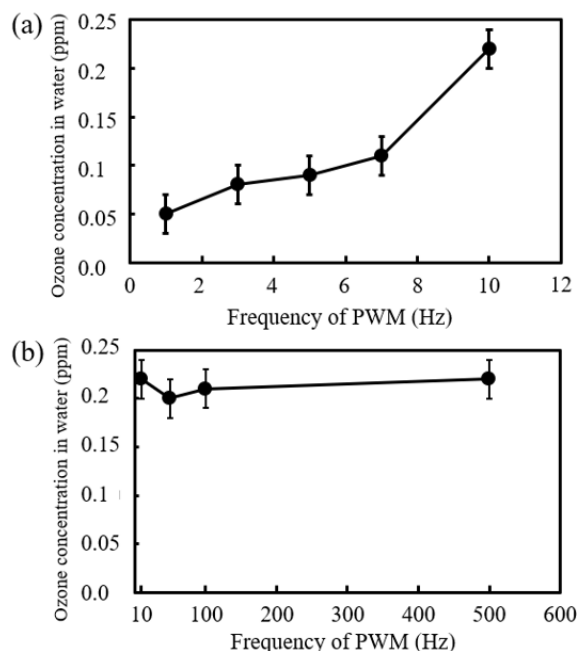 (a)
Ozone concentration in water (ppm)
0.25
0.20
0.15
0.10
0.05
0.0
0 2 4 6 8 10 12
Frequency of PWM (Hz)
(b)
Ozone concentration in water (ppm)
0.25
0.2
0.15
0.1
0.05
0.0
10 100 200 300 400 500 600
Frequency of PWM (Hz)